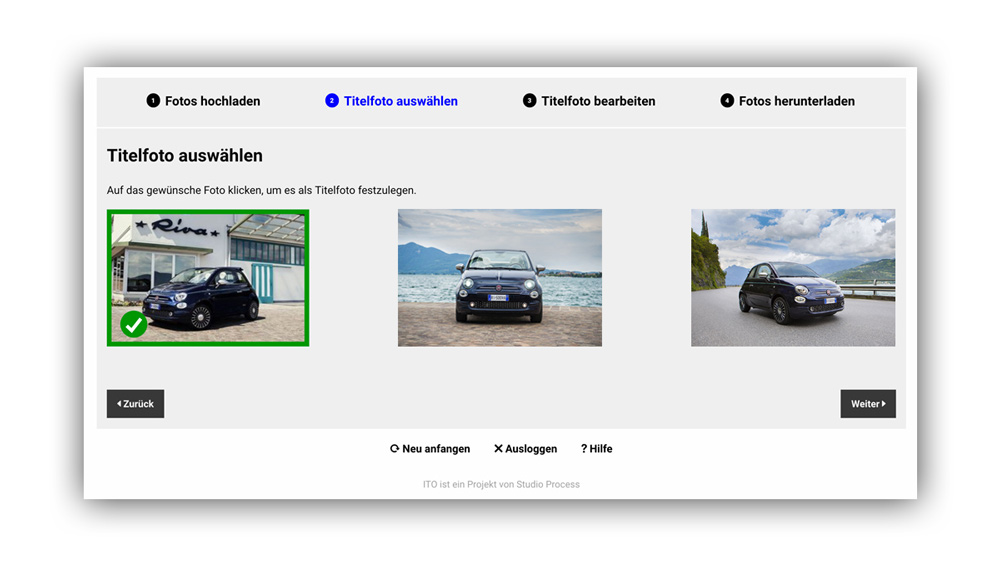 1 Fotos hochladen
2 Titelfoto auswählen
3 Titelfoto bearbeiten
4 Fotos herunterladen
Titelfoto auswählen
Auf das gewünsche Foto klicken, um es als Titelfoto festzulegen.
★ Riva ★
Zurück
Weiter
Neu anfangen
Ausloggen
? Hilfe
ITO ist ein Projekt von Studio Process